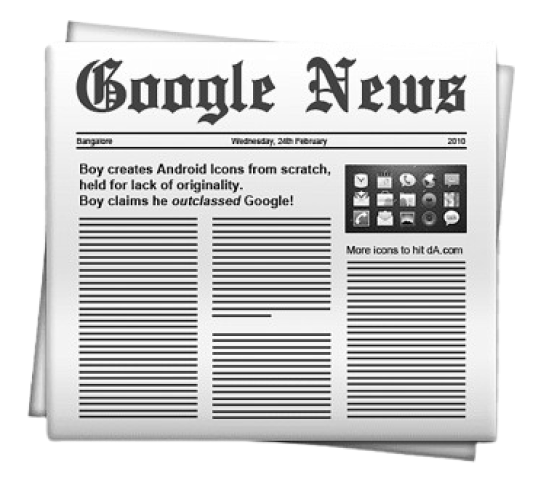 Google News
Bangalore Wednesday, 24th February 2010
Boy creates Android Icons from scratch,
held for lack of originality.
Boy claims he outclassed Google!
More icons to hit dA.com